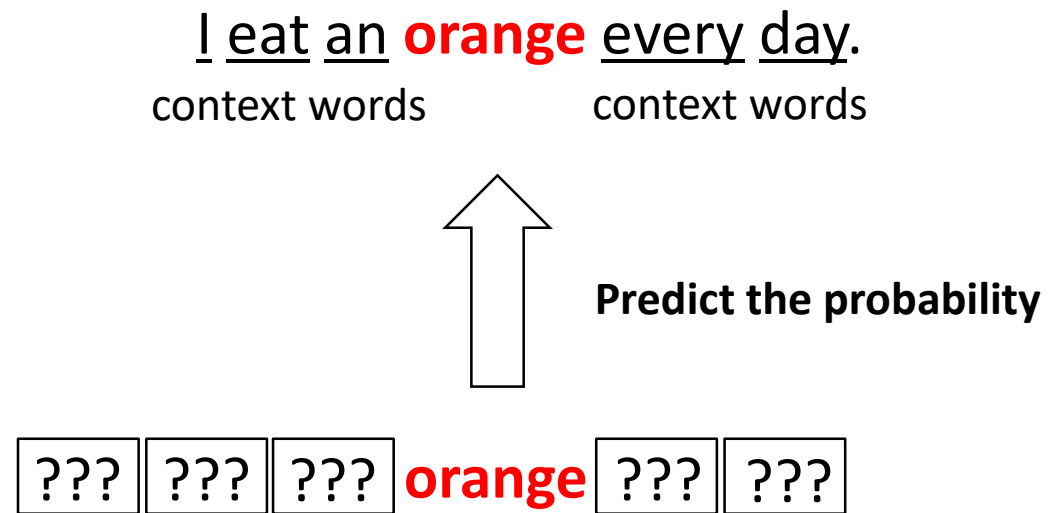 I eat an orange every day.
context words context words
Predict the probability
??? ??? ??? orange ??? ???